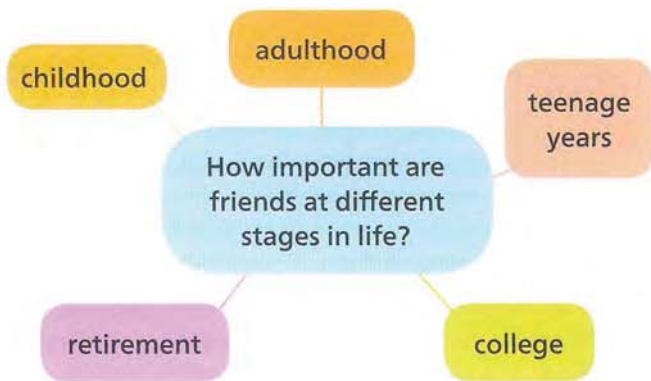 adulthood
childhood
teenage
years
How important are
friends at different
stages in life?
retirement
college